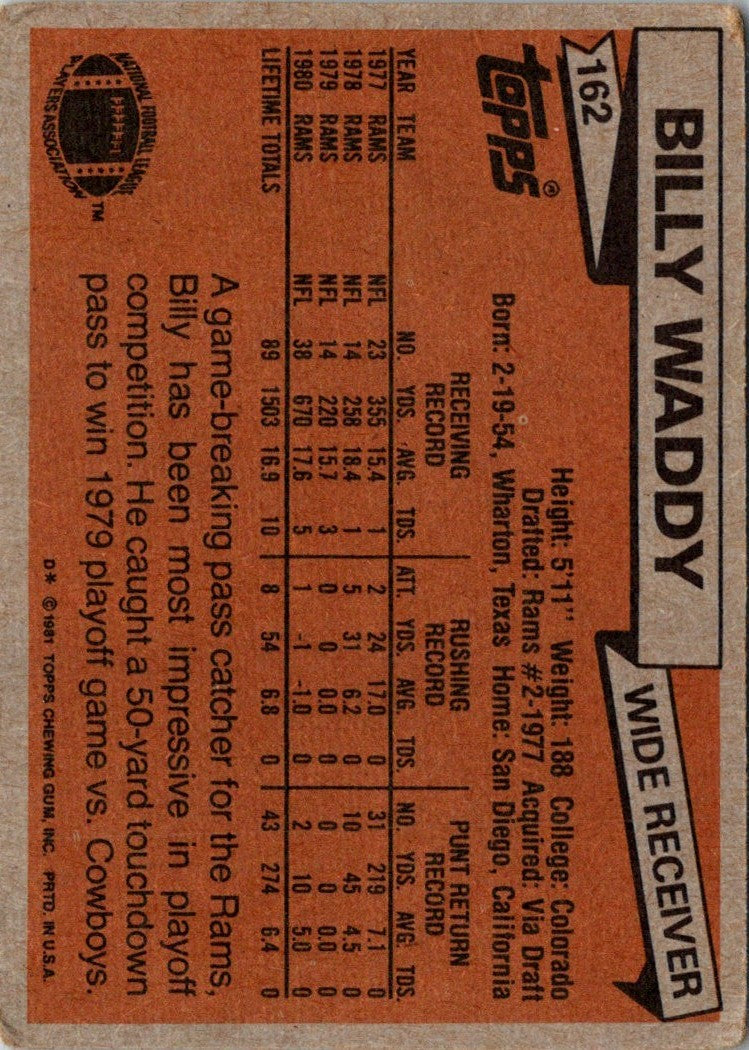 BILLY WADDY
WIDE RECEIVER
162
topps®
Height: 5'11" Weight: 188 College: Colorado
Drafted: Rams #2-1977 Acquired: Via Draft
Born: 2-19-54, Wharton, Texas Home: San Diego, California
RECEIVING RECORD RUSHING RECORD PUNT RETURN RECORD
YEAR TEAM NO. YDS. AVG. TDS. ATT. YDS. AVG. TDS. NO. YDS. AVG. TDS.
1977 RAMS NFL 23 355 15.4 1 2 24 17.0 0 31 219 7.1 0
1978 RAMS NFL 14 258 18.4 1 5 31 6.2 0 10 45 4.5 0
1979 RAMS NFL 14 220 15.7 3 0 0 0.0 0 0 0 0.0 0
1980 RAMS NFL 38 670 17.6 5 1 -1 -1.0 0 2 10 5.0 0
LIFETIME TOTALS 89 1503 16.9 10 8 54 6.8 0 43 274 6.4 0
NATIONAL FOOTBALL LEAGUE
PLAYERS ASSOCIATION
TM
A game-breaking pass catcher for the Rams,
Billy has been most impressive in playoff
competition. He caught a 50-yard touchdown
pass to win 1979 playoff game vs. Cowboys.
D* © 1981 TOPPS CHEWING GUM, INC. PRTD. IN U.S.A.